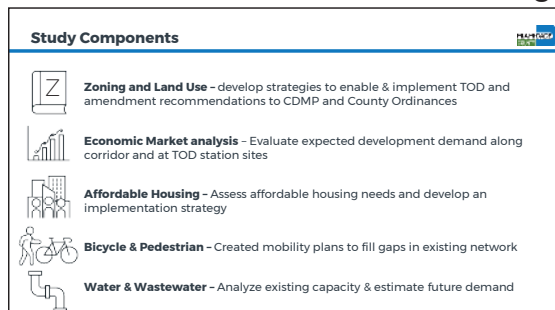 Study Components
MIAMI-DADE
COUNTY
Z
Zoning and Land Use – develop strategies to enable & implement TOD and
amendment recommendations to CDMP and County Ordinances
Economic Market analysis – Evaluate expected development demand along
corridor and at TOD station sites
Affordable Housing – Assess affordable housing needs and develop an
implementation strategy
Bicycle & Pedestrian – Created mobility plans to fill gaps in existing network
Water & Wastewater – Analyze existing capacity & estimate future demand